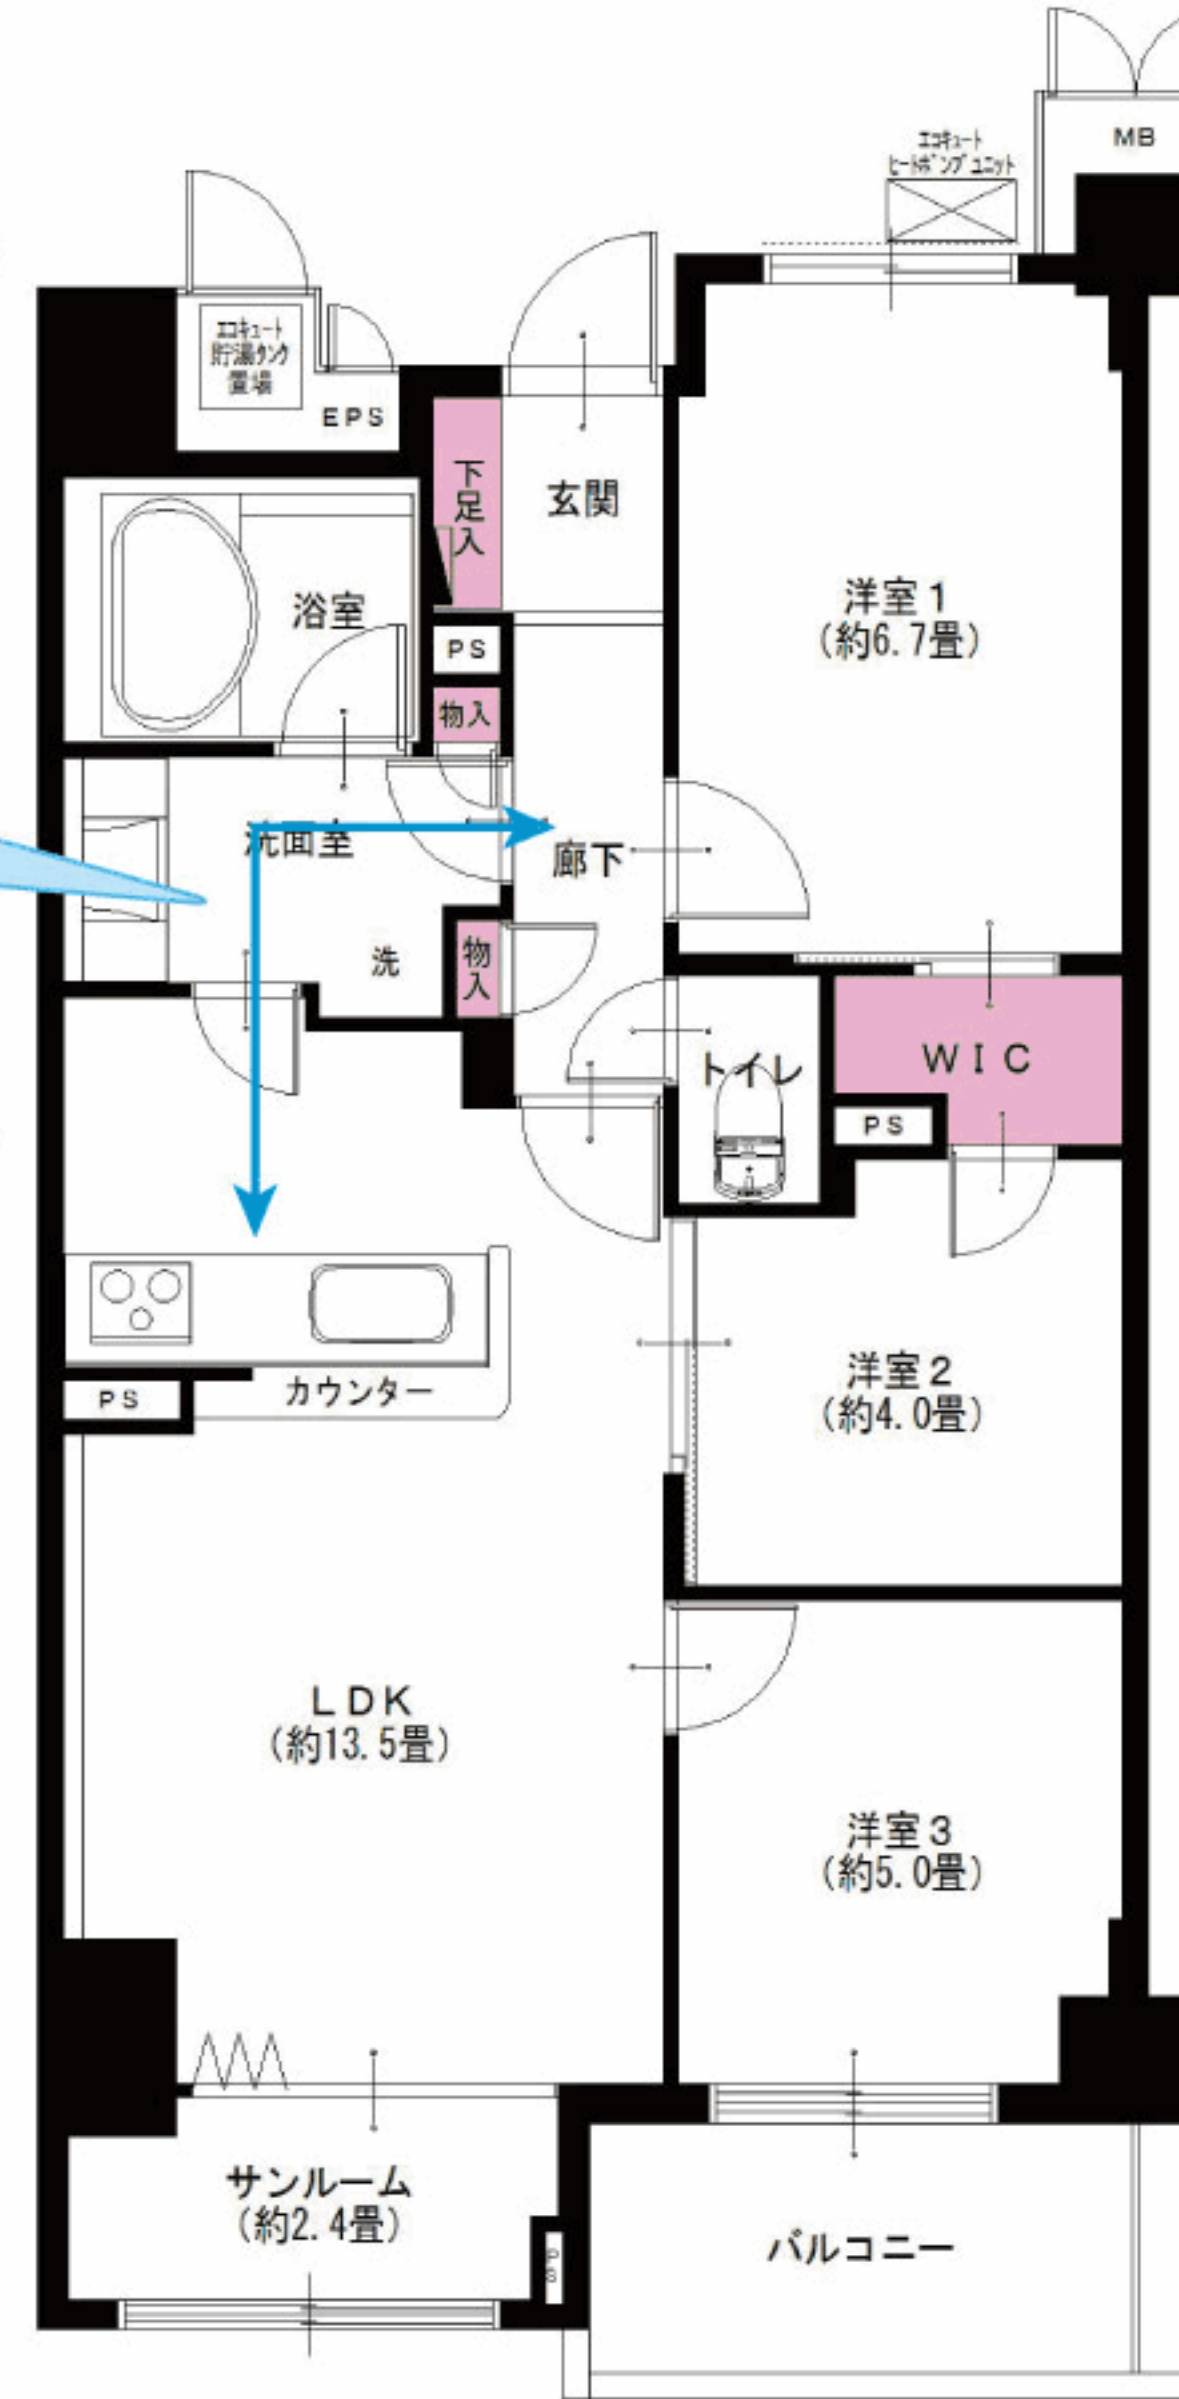 MB
エコキュート
ヒートポンプユニット
エコキュート
貯湯タンク
置場
EPS
下足入
玄関
浴室
洋室1
(約6.7畳)
PS
物入
洗面室
廊下
洗
物入
トイレ
WIC
PS
洋室2
(約4.0畳)
カウンター
PS
LDK
(約13.5畳)
洋室3
(約5.0畳)
サンルーム
(約2.4畳)
PS
バルコニー